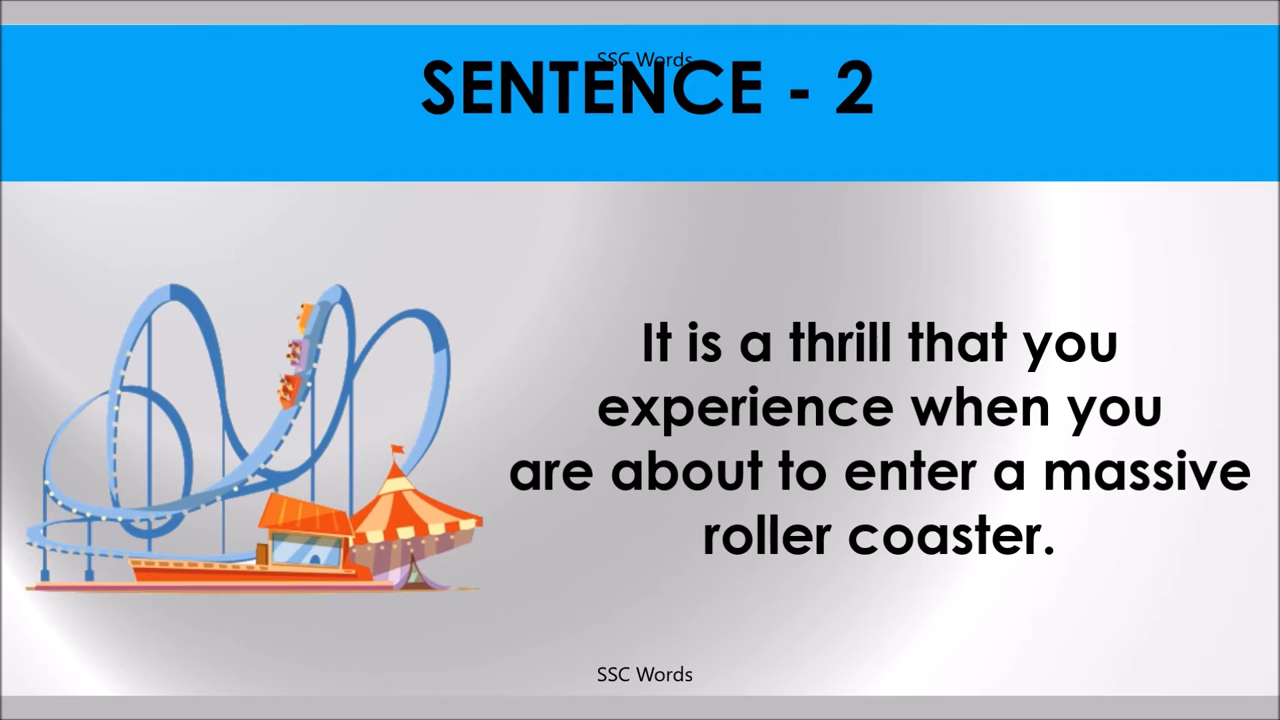 SSC Words
SENTENCE - 2
It is a thrill that you
experience when you
are about to enter a massive
roller coaster.
SSC Words